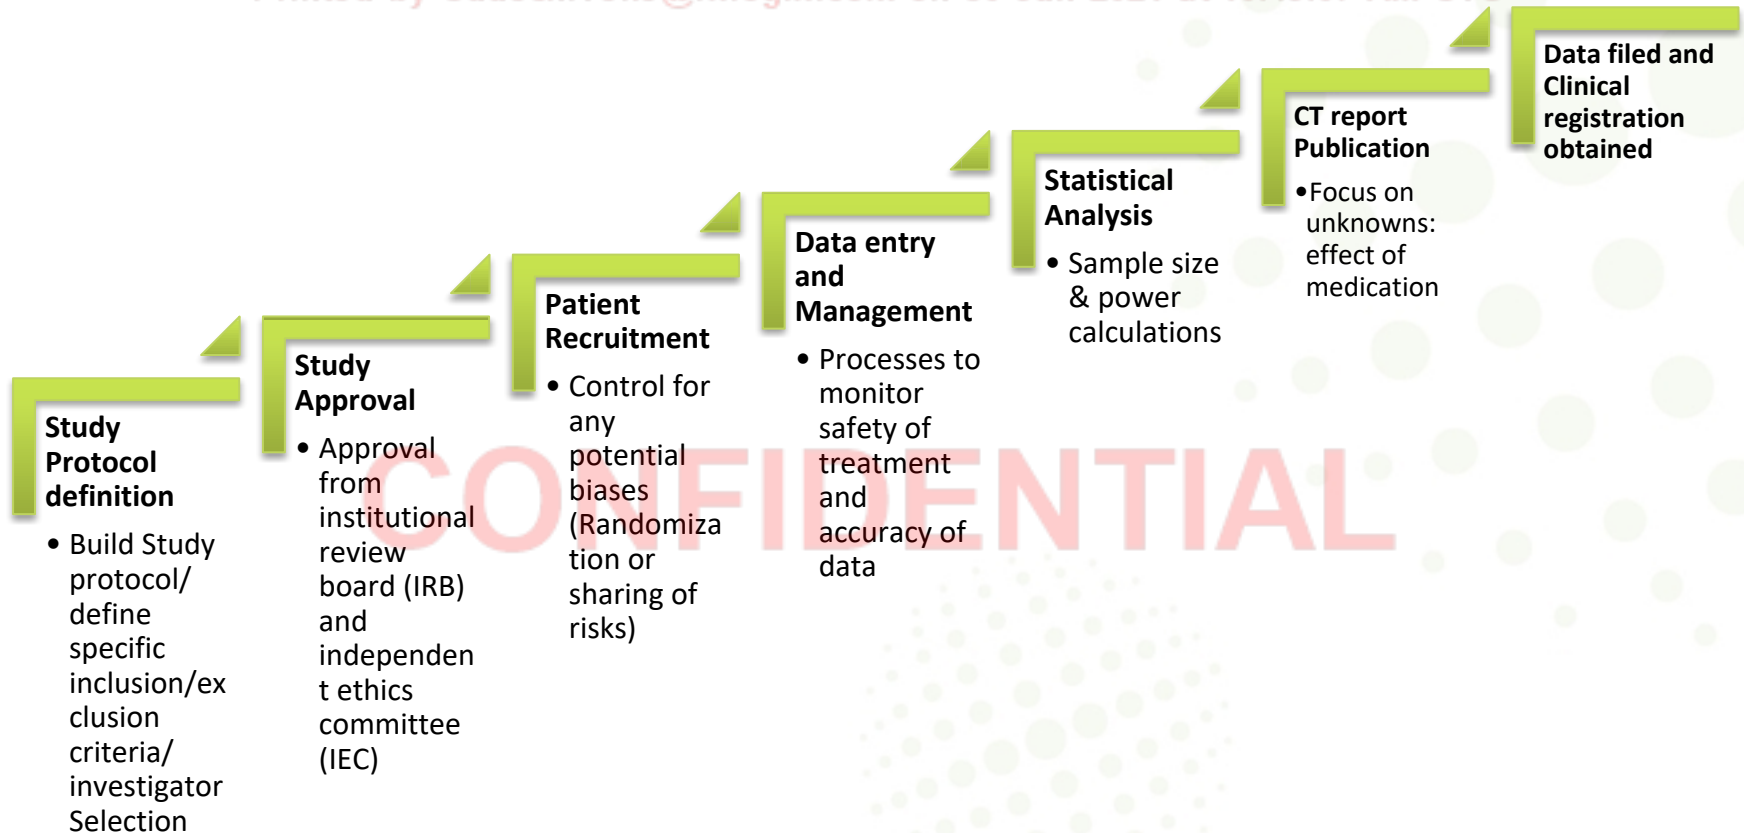 Study
Protocol
definition
• Build Study
protocol/
define
specific
inclusion/ex
clusion
criteria/
investigator
Selection
Study
Approval
• Approval
from
institutional
review
board (IRB)
and
independen
t ethics
committee
(IEC)
Patient
Recruitment
• Control for
any
potential
biases
(Randomiza
tion or
sharing of
risks)
Data entry
and
Management
• Processes to
monitor
safety of
treatment
and
accuracy of
data
Statistical
Analysis
• Sample size
& power
calculations
CT report
Publication
•Focus on
unknowns:
effect of
medication
Data filed and
Clinical
registration
obtained
CONFIDENTIAL